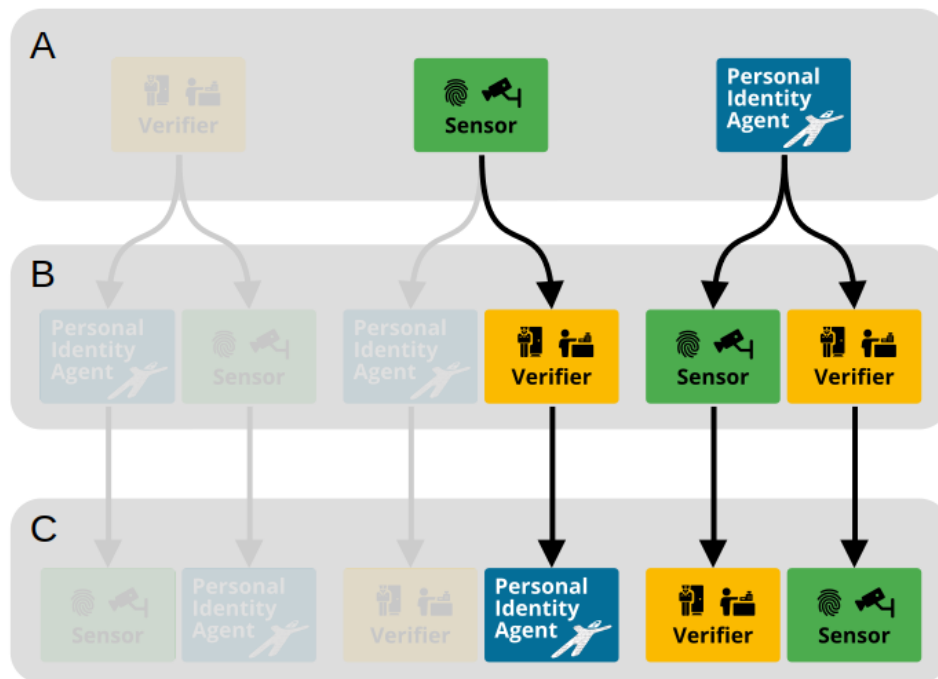 A
Verifier
Sensor
Personal
Identity
Agent
B
Personal
Identity
Agent
Sensor
Personal
Identity
Agent
Verifier
Sensor
Verifier
C
Sensor
Personal
Identity
Agent
Verifier
Personal
Identity
Agent
Verifier
Sensor